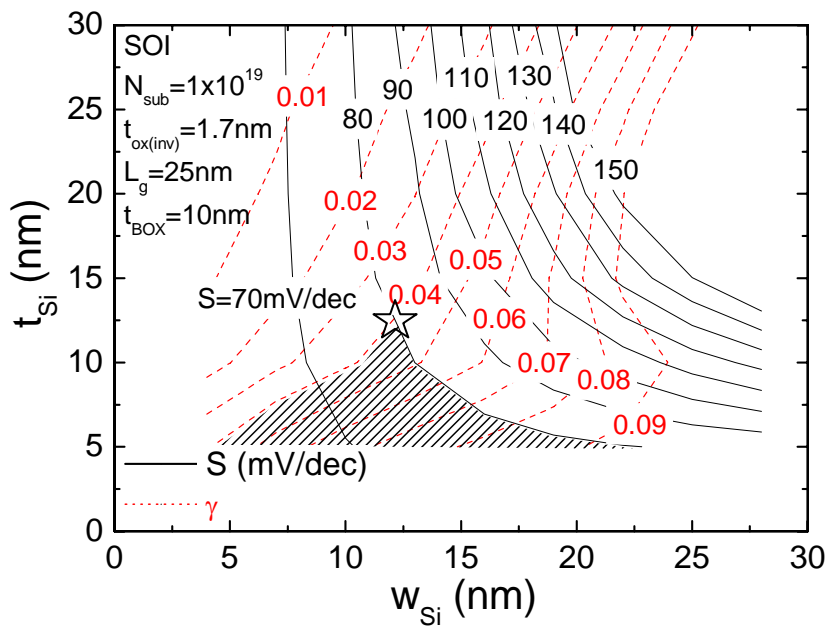 30
25
20
15
10
5
0
t_Si (nm)
SOI
N_sub=1x10^19
t_ox(inv)=1.7nm
L_g=25nm
t_BOX=10nm
0.01
80
90
110
100
130
120
140
150
0.02
0.03
0.04
0.05
0.06
0.07
0.08
0.09
S=70mV/dec
S (mV/dec)
γ
0 5 10 15 20 25 30
w_Si (nm)